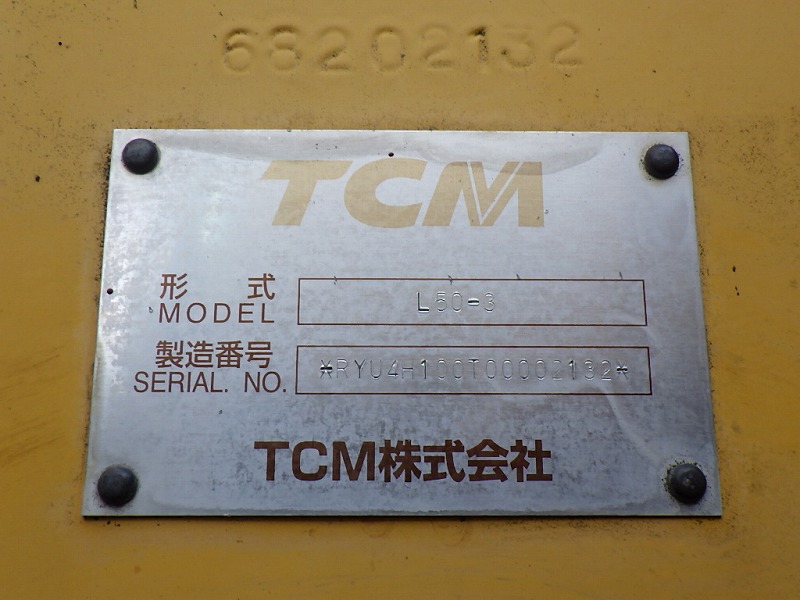 68202132
TCM
形 式
MODEL
L50-3
製造番号
SERIAL. NO.
*RYU4H100T00002132*
TCM株式会社